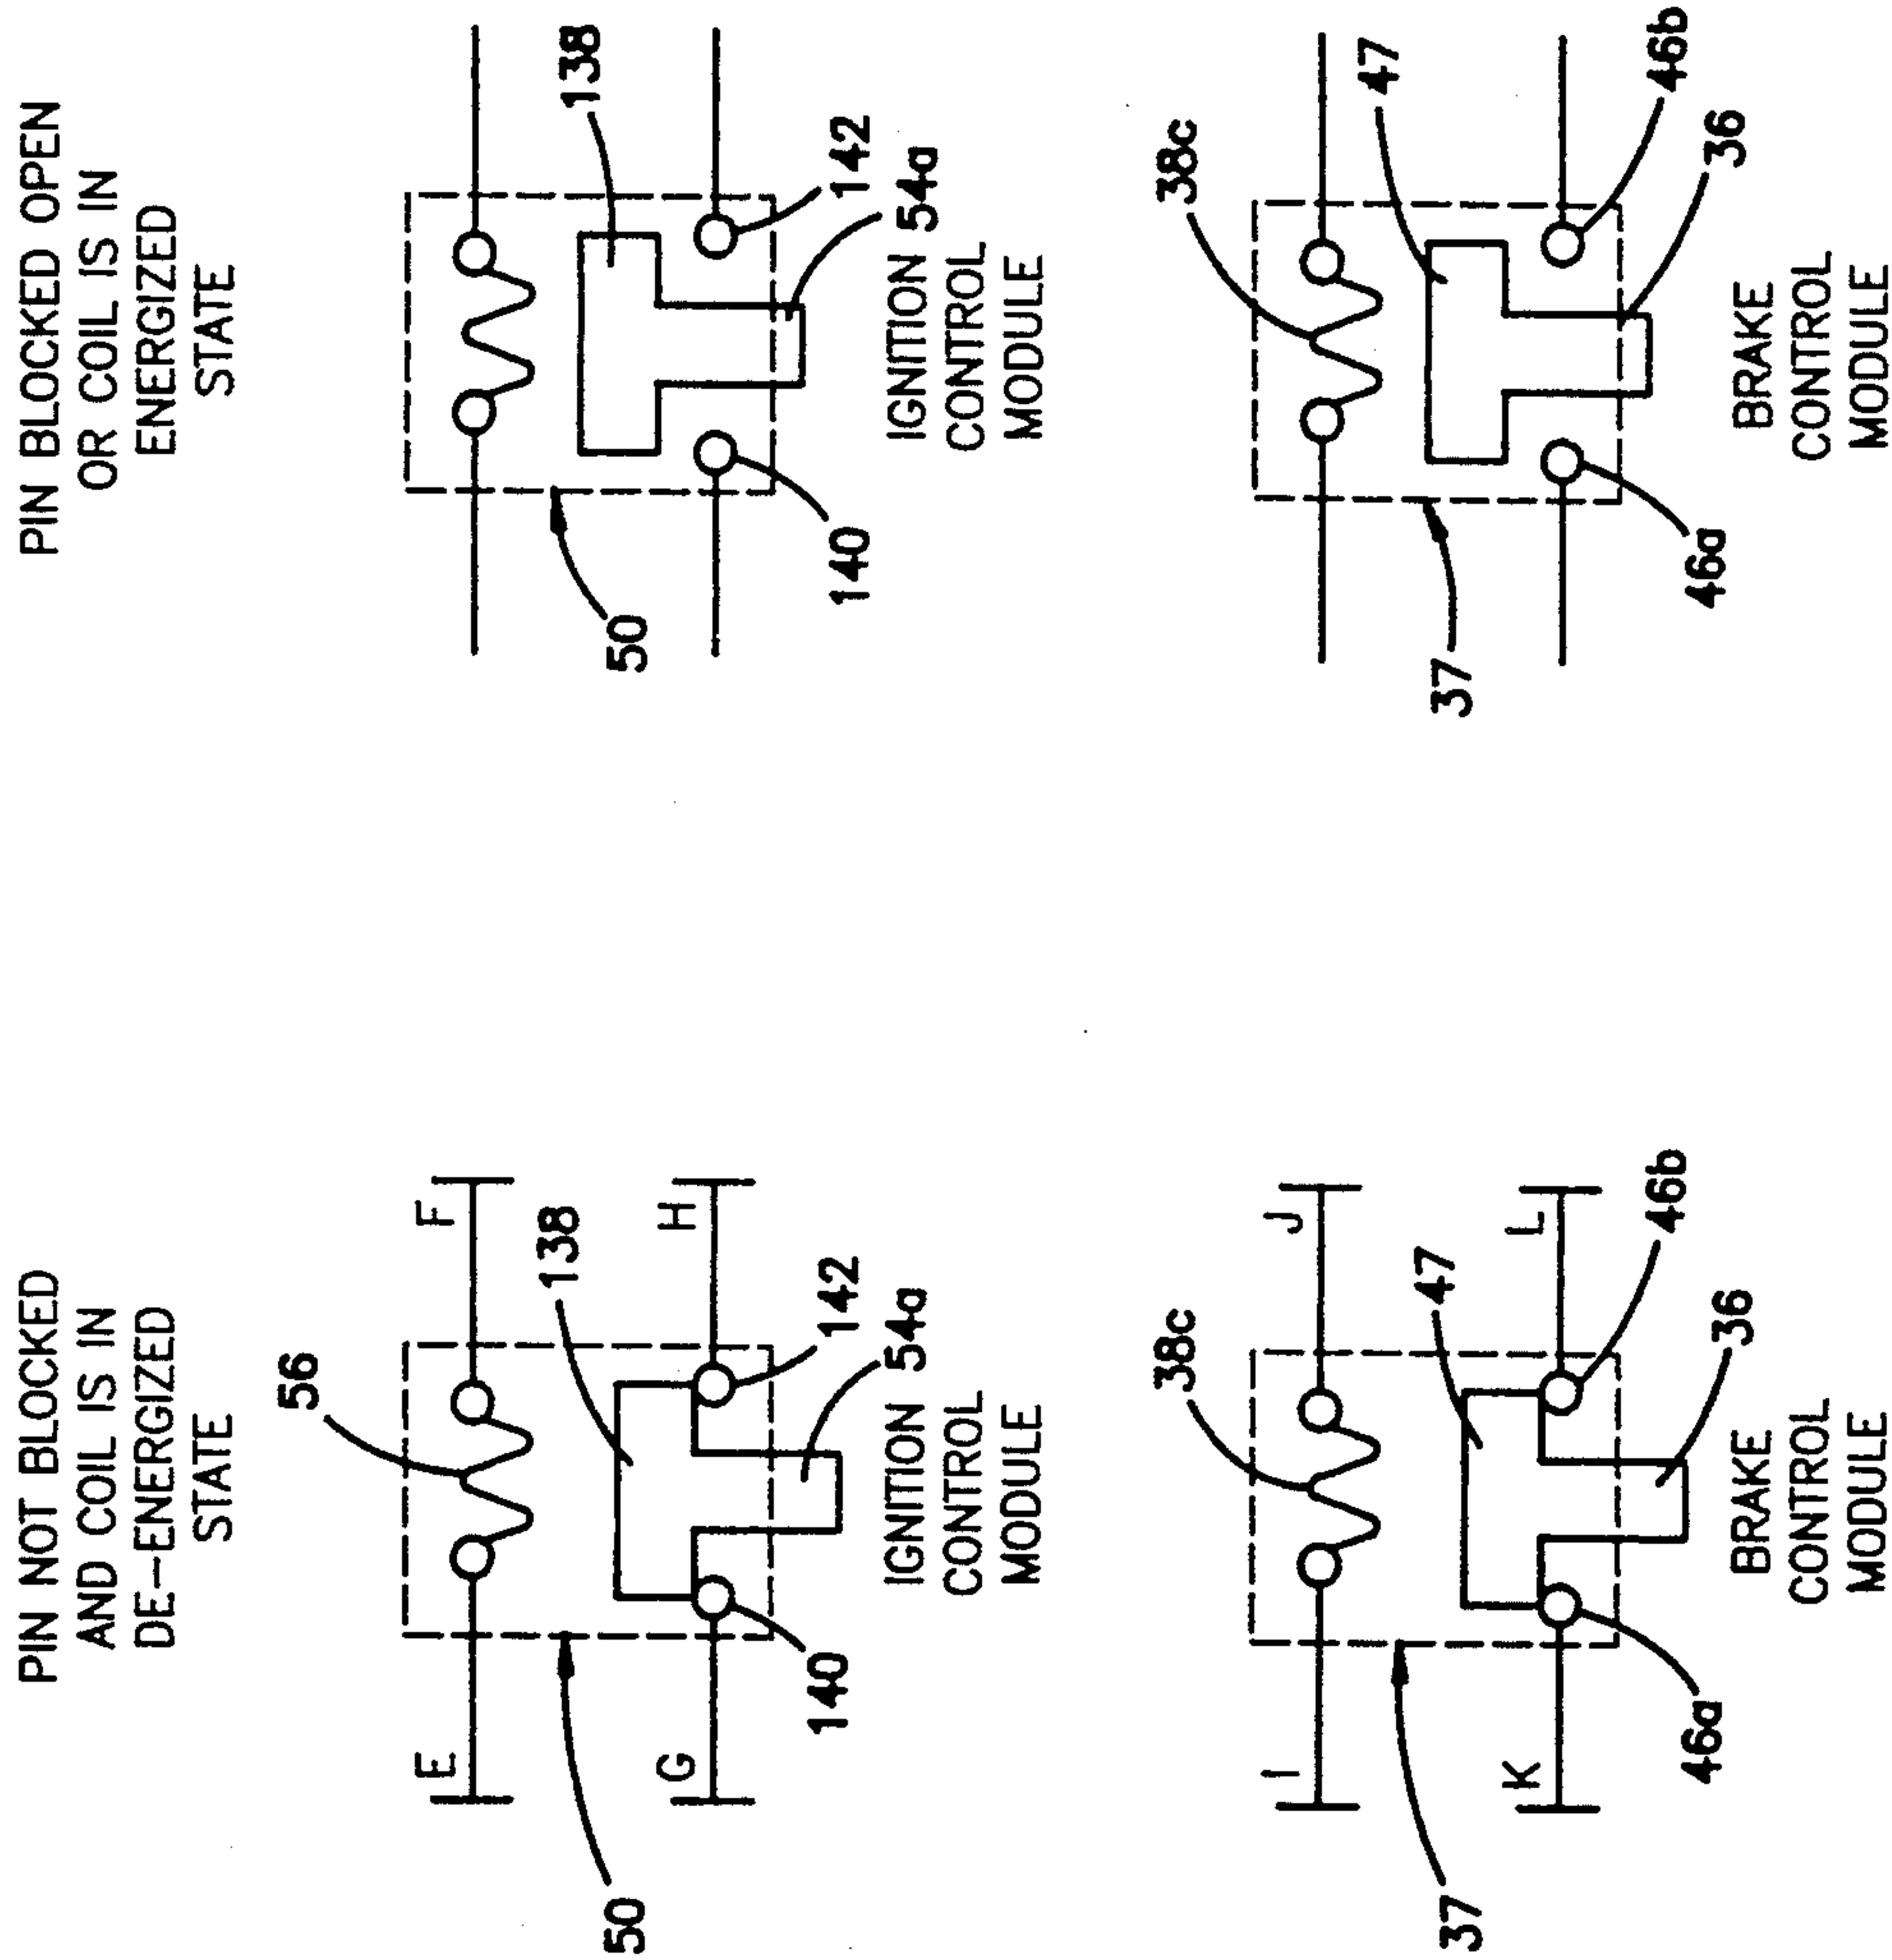 PIN NOT BLOCKED
AND COIL IS IN
DE-ENERGIZED
STATE
56
E
F
138
50
G
H
140
142
54a
IGNITION
CONTROL
MODULE
38c
I
J
47
37
K
L
46a
46b
36
BRAKE
CONTROL
MODULE
PIN BLOCKED OPEN
OR COIL IS IN
ENERGIZED
STATE
138
50
140
142
54a
IGNITION
CONTROL
MODULE
38c
47
37
46a
46b
36
BRAKE
CONTROL
MODULE